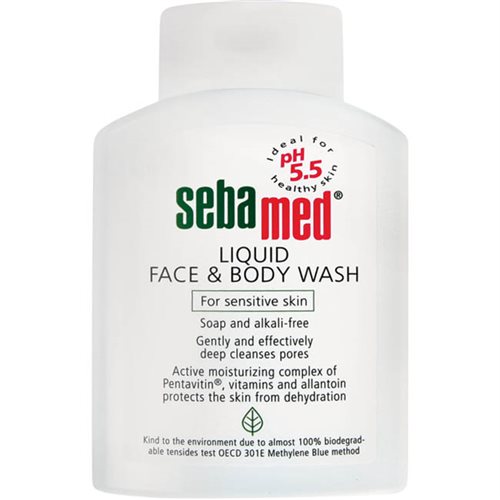 Ideal for
pH
5.5
healthy skin
sebamed®
LIQUID
FACE & BODY WASH
For sensitive skin
Soap and alkali-free
Gently and effectively
deep cleanses pores
Active moisturizing complex of
Pentavitin®, vitamins and allantoin
protects the skin from dehydration
Kind to the environment due to almost 100% biodegrad-
able tensides test OECD 301E Methylene Blue method